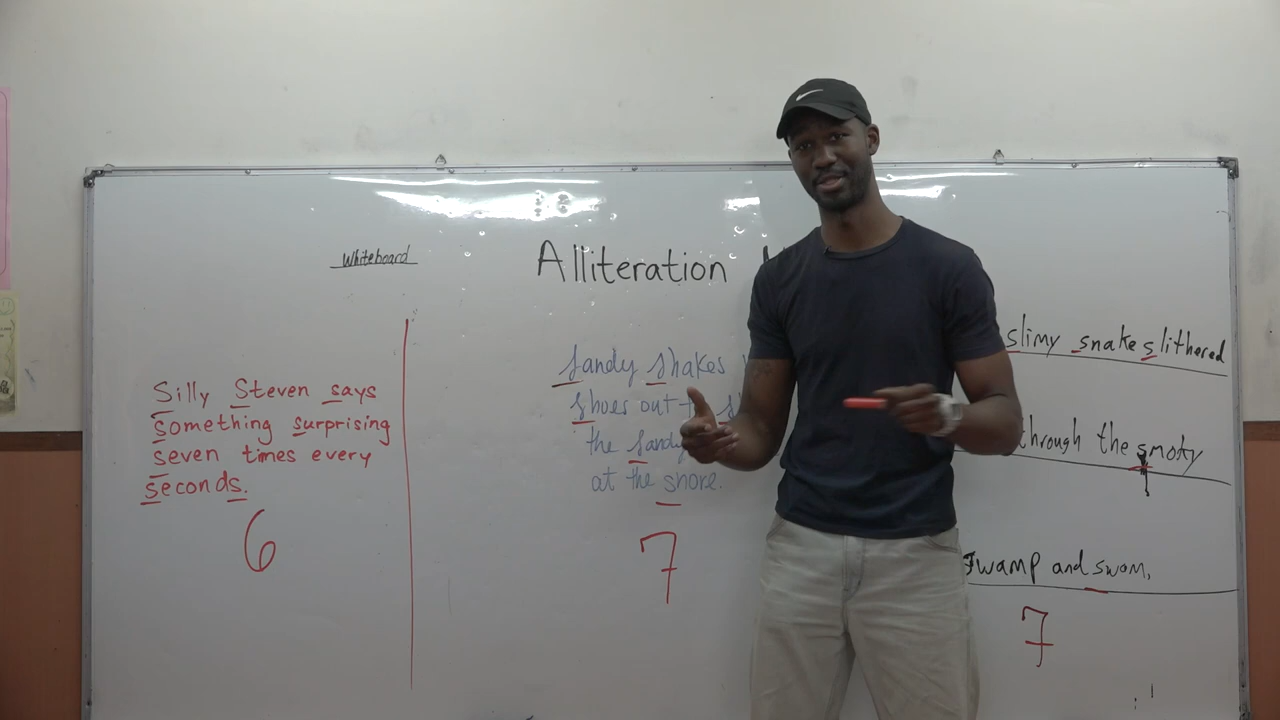 Whiteboard
Alliteration
Silly Steven says
something surprising
seven times every
seconds.
6
Sandy shakes
shoes out
the sandy
at the shore.
7
slimy snake slithered
through the smoky
swamp and swam,
7